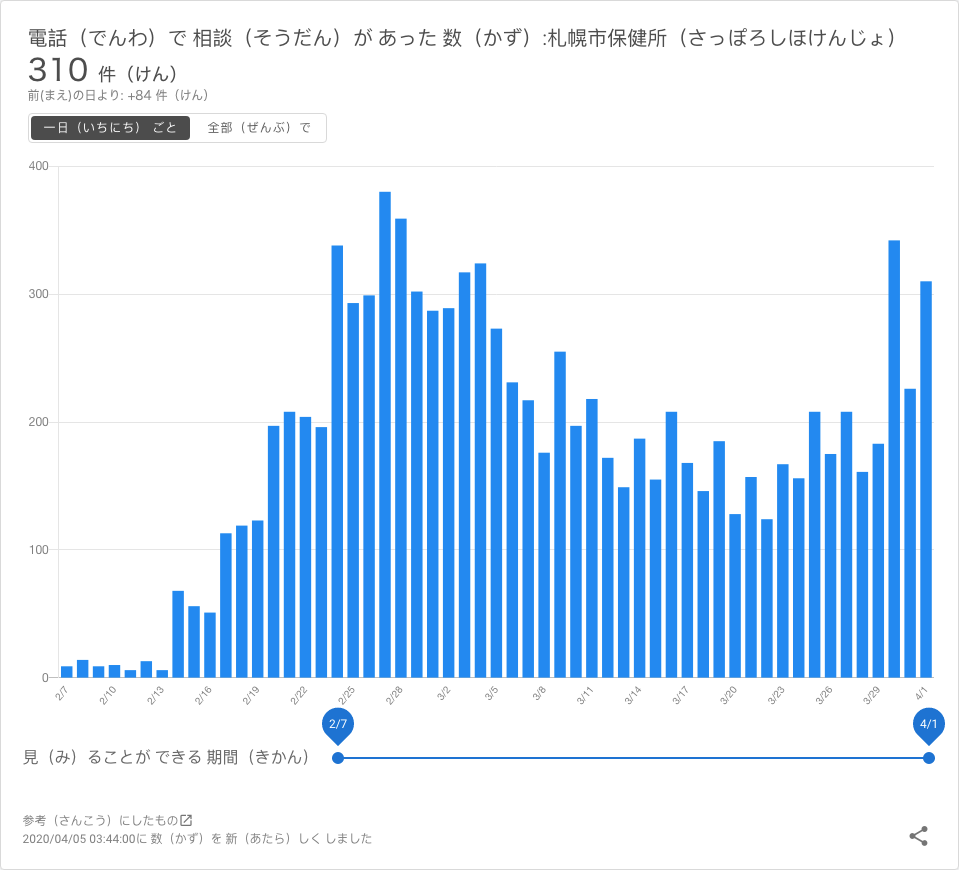 電話（でんわ）で 相談（そうだん）が あった 数（かず）:札幌市保健所（さっぽろしほけんじょ）
310 件（けん）
前(まえ)の日より: +84 件（けん）
一日（いちにち） ごと 全部（ぜんぶ）で
400
300
200
100
0
2/7 2/10 2/13 2/16 2/19 2/22 2/25 2/28 3/2 3/5 3/8 3/11 3/14 3/17 3/20 3/23 3/26 3/29 4/1
2/7 4/1
見（み）ることが できる 期間（きかん）
参考（さんこう）にしたもの
2020/04/05 03:44:00に 数（かず）を 新（あたら）しく しました